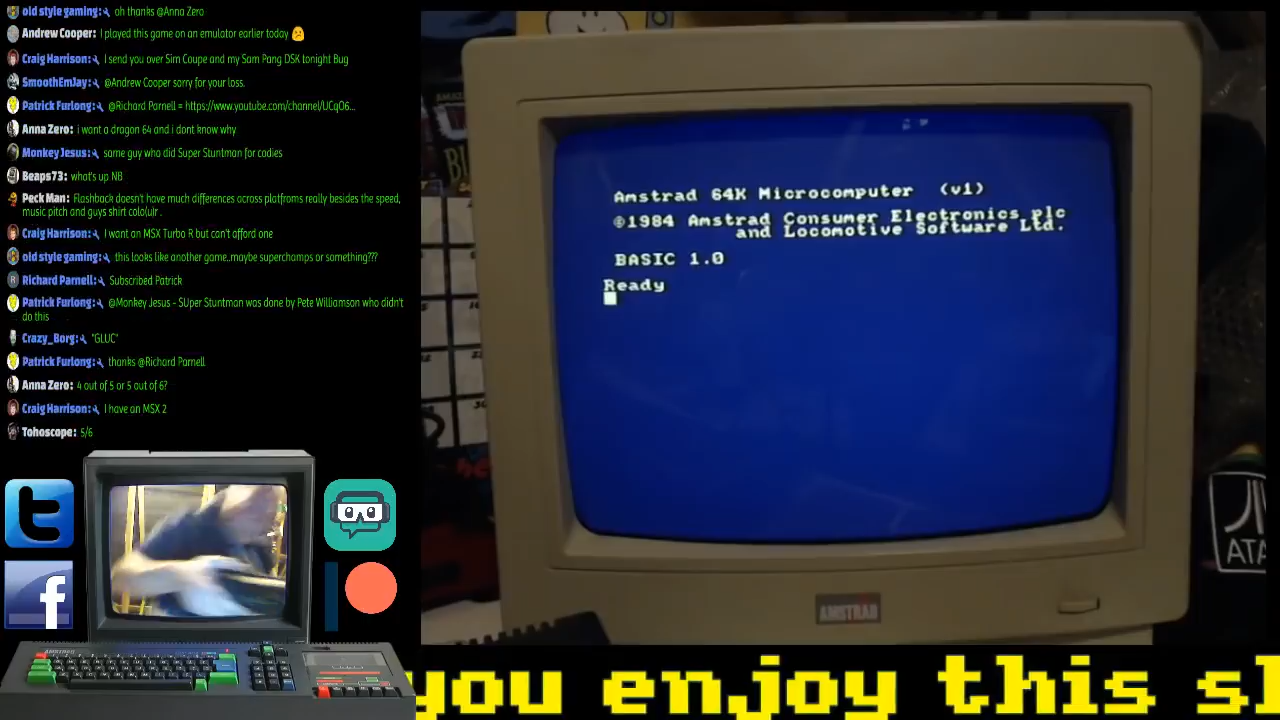 old style gaming: oh thanks @Anna Zero
Andrew Cooper: I played this game on an emulator earlier today
Craig Harrison: I send you over Sim Coupe and my Sam Pang DSK tonight Bug
SmoothEmJay: @Andrew Cooper sorry for your loss.
Patrick Furlong: @Richard Parnell = https://www.youtube.com/channel/UCqO6...
Anna Zero: i want a dragon 64 and i dont know why
Monkey Jesus: same guy who did Super Stuntman for codies
Beaps73: what's up NB
Peck Man: Flashback doesn't have much differences across platfroms really besides the speed,
music pitch and guys shirt colo(u)r .
Craig Harrison: I want an MSX Turbo R but can't afford one
old style gaming: this looks like another game..maybe superchamps or something???
R
Richard Parnell: Subscribed Patrick
Patrick Furlong: @Monkey Jesus - SUper Stuntman was done by Pete Williamson who didn't
do this
Crazy_Borg: "GLUC"
Patrick Furlong: thanks @Richard Parnell
Anna Zero: 4 out of 5 or 5 out of 6?
Craig Harrison: I have an MSX 2
Tohoscope: 5/6
Amstrad 64K Microcomputer (v1)
©1984 Amstrad Consumer Electronics plc
and Locomotive Software Ltd.
BASIC 1.0
Ready
AMSTRAD
ATA
AMSTRAD
you enjoy this